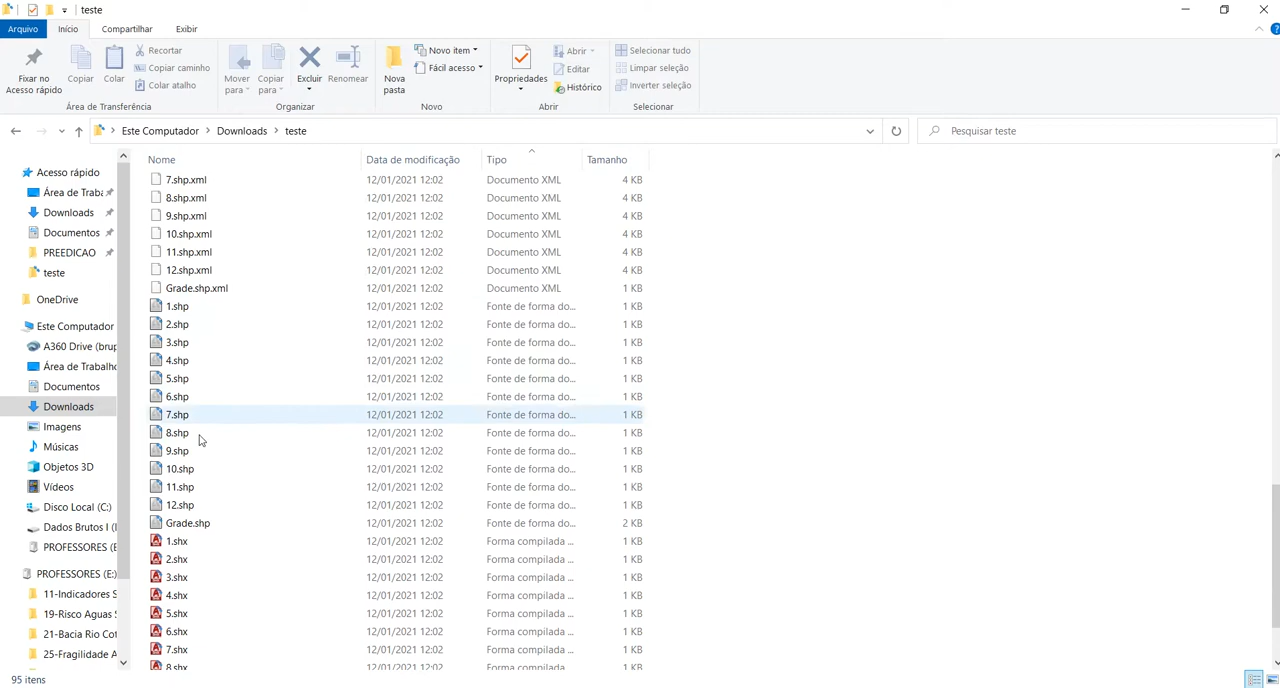 teste
Arquivo Início Compartilhar Exibir
Fixar no Acesso rápido
Copiar
Colar
Recortar
Copiar caminho
Colar atalho
Mover para
Copiar para
Excluir
Renomear
Nova pasta
Novo item
Fácil acesso
Propriedades
Abrir
Editar
Histórico
Selecionar tudo
Limpar seleção
Inverter seleção
Área de Transferência Organizar Novo Abrir Selecionar
Este Computador > Downloads > teste
Pesquisar teste
Acesso rápido
Área de Traba
Downloads
Documentos
PREEDICAO
teste
OneDrive
Este Computador
A360 Drive (brup
Área de Trabalho
Documentos
Downloads
Imagens
Músicas
Objetos 3D
Vídeos
Disco Local (C:)
Dados Brutos I (
PROFESSORES (E
PROFESSORES (E:)
11-Indicadores S
19-Risco Aguas S
21-Bacia Rio Cot
25-Fragilidade A
Nome Data de modificação Tipo Tamanho
7.shp.xml 12/01/2021 12:02 Documento XML 4 KB
8.shp.xml 12/01/2021 12:02 Documento XML 4 KB
9.shp.xml 12/01/2021 12:02 Documento XML 4 KB
10.shp.xml 12/01/2021 12:02 Documento XML 4 KB
11.shp.xml 12/01/2021 12:02 Documento XML 4 KB
12.shp.xml 12/01/2021 12:02 Documento XML 4 KB
Grade.shp.xml 12/01/2021 12:02 Documento XML 1 KB
1.shp 12/01/2021 12:02 Fonte de forma do... 1 KB
2.shp 12/01/2021 12:02 Fonte de forma do... 1 KB
3.shp 12/01/2021 12:02 Fonte de forma do... 1 KB
4.shp 12/01/2021 12:02 Fonte de forma do... 1 KB
5.shp 12/01/2021 12:02 Fonte de forma do... 1 KB
6.shp 12/01/2021 12:02 Fonte de forma do... 1 KB
7.shp 12/01/2021 12:02 Fonte de forma do... 1 KB
8.shp 12/01/2021 12:02 Fonte de forma do... 1 KB
9.shp 12/01/2021 12:02 Fonte de forma do... 1 KB
10.shp 12/01/2021 12:02 Fonte de forma do... 1 KB
11.shp 12/01/2021 12:02 Fonte de forma do... 1 KB
12.shp 12/01/2021 12:02 Fonte de forma do... 1 KB
Grade.shp 12/01/2021 12:02 Fonte de forma do... 2 KB
1.shx 12/01/2021 12:02 Forma compilada ... 1 KB
2.shx 12/01/2021 12:02 Forma compilada ... 1 KB
3.shx 12/01/2021 12:02 Forma compilada ... 1 KB
4.shx 12/01/2021 12:02 Forma compilada ... 1 KB
5.shx 12/01/2021 12:02 Forma compilada ... 1 KB
6.shx 12/01/2021 12:02 Forma compilada ... 1 KB
7.shx 12/01/2021 12:02 Forma compilada ... 1 KB
8.shx 12/01/2021 12:02 Forma compilada 1 KB
95 itens